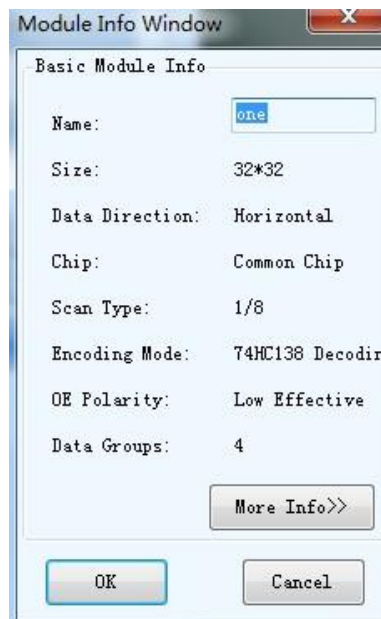 Module Info Window
Basic Module Info
Name: one
Size: 32*32
Data Direction: Horizontal
Chip: Common Chip
Scan Type: 1/8
Encoding Mode: 74HC138 Decodin
OE Polarity: Low Effective
Data Groups: 4
More Info>>
OK Cancel